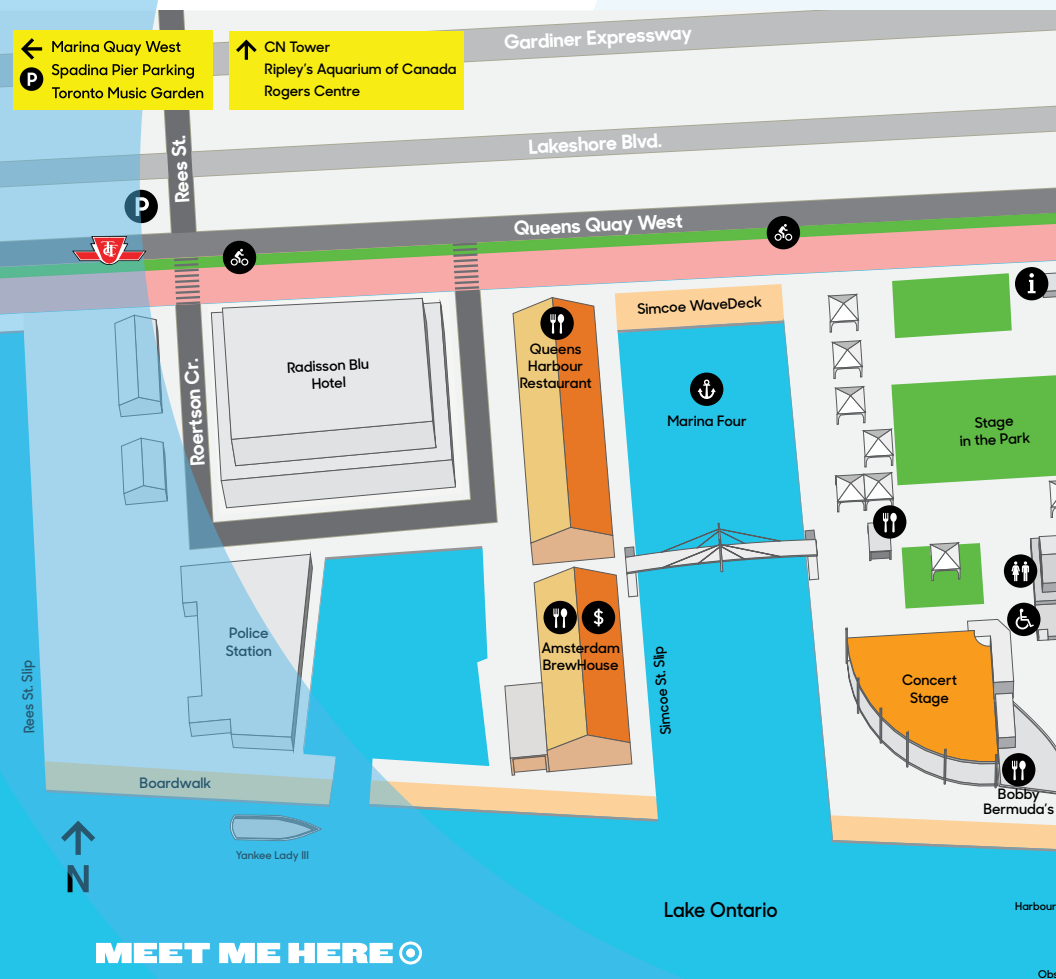 Marina Quay West
P
Spadina Pier Parking
Toronto Music Garden
CN Tower
Ripley's Aquarium of Canada
Rogers Centre
Gardiner Expressway
Lakeshore Blvd.
Rees St.
P
Queens Quay West
i
Simcoe WaveDeck
Queens
Harbour
Restaurant
Radisson Blu
Hotel
Roertson Cr.
Marina Four
Stage
in the Park
Police
Station
$
Amsterdam
BrewHouse
Rees St. Slip
Simcoe St. Slip
Concert
Stage
Bobby
Bermuda's
Boardwalk
Yankee Lady III
N
Lake Ontario
Harbour
MEET ME HERE